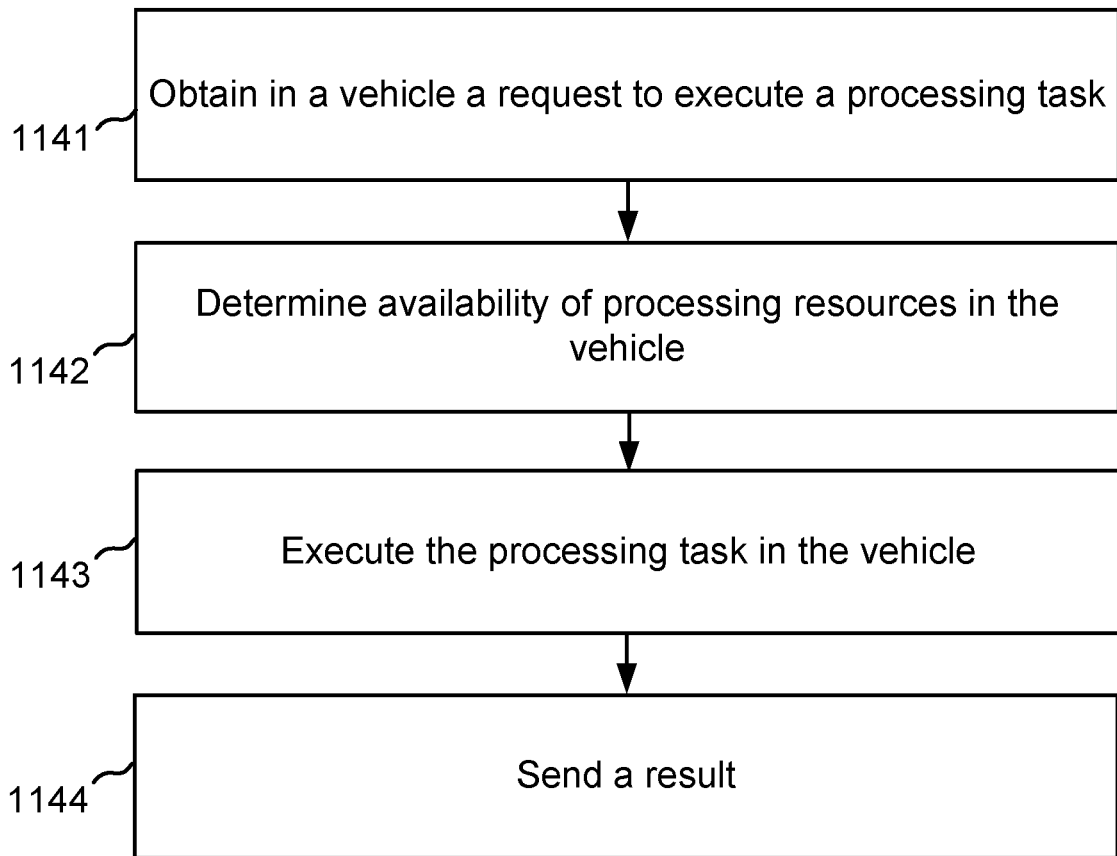 Obtain in a vehicle a request to execute a processing task
1141
Determine availability of processing resources in the
vehicle
1142
Execute the processing task in the vehicle
1143
Send a result
1144